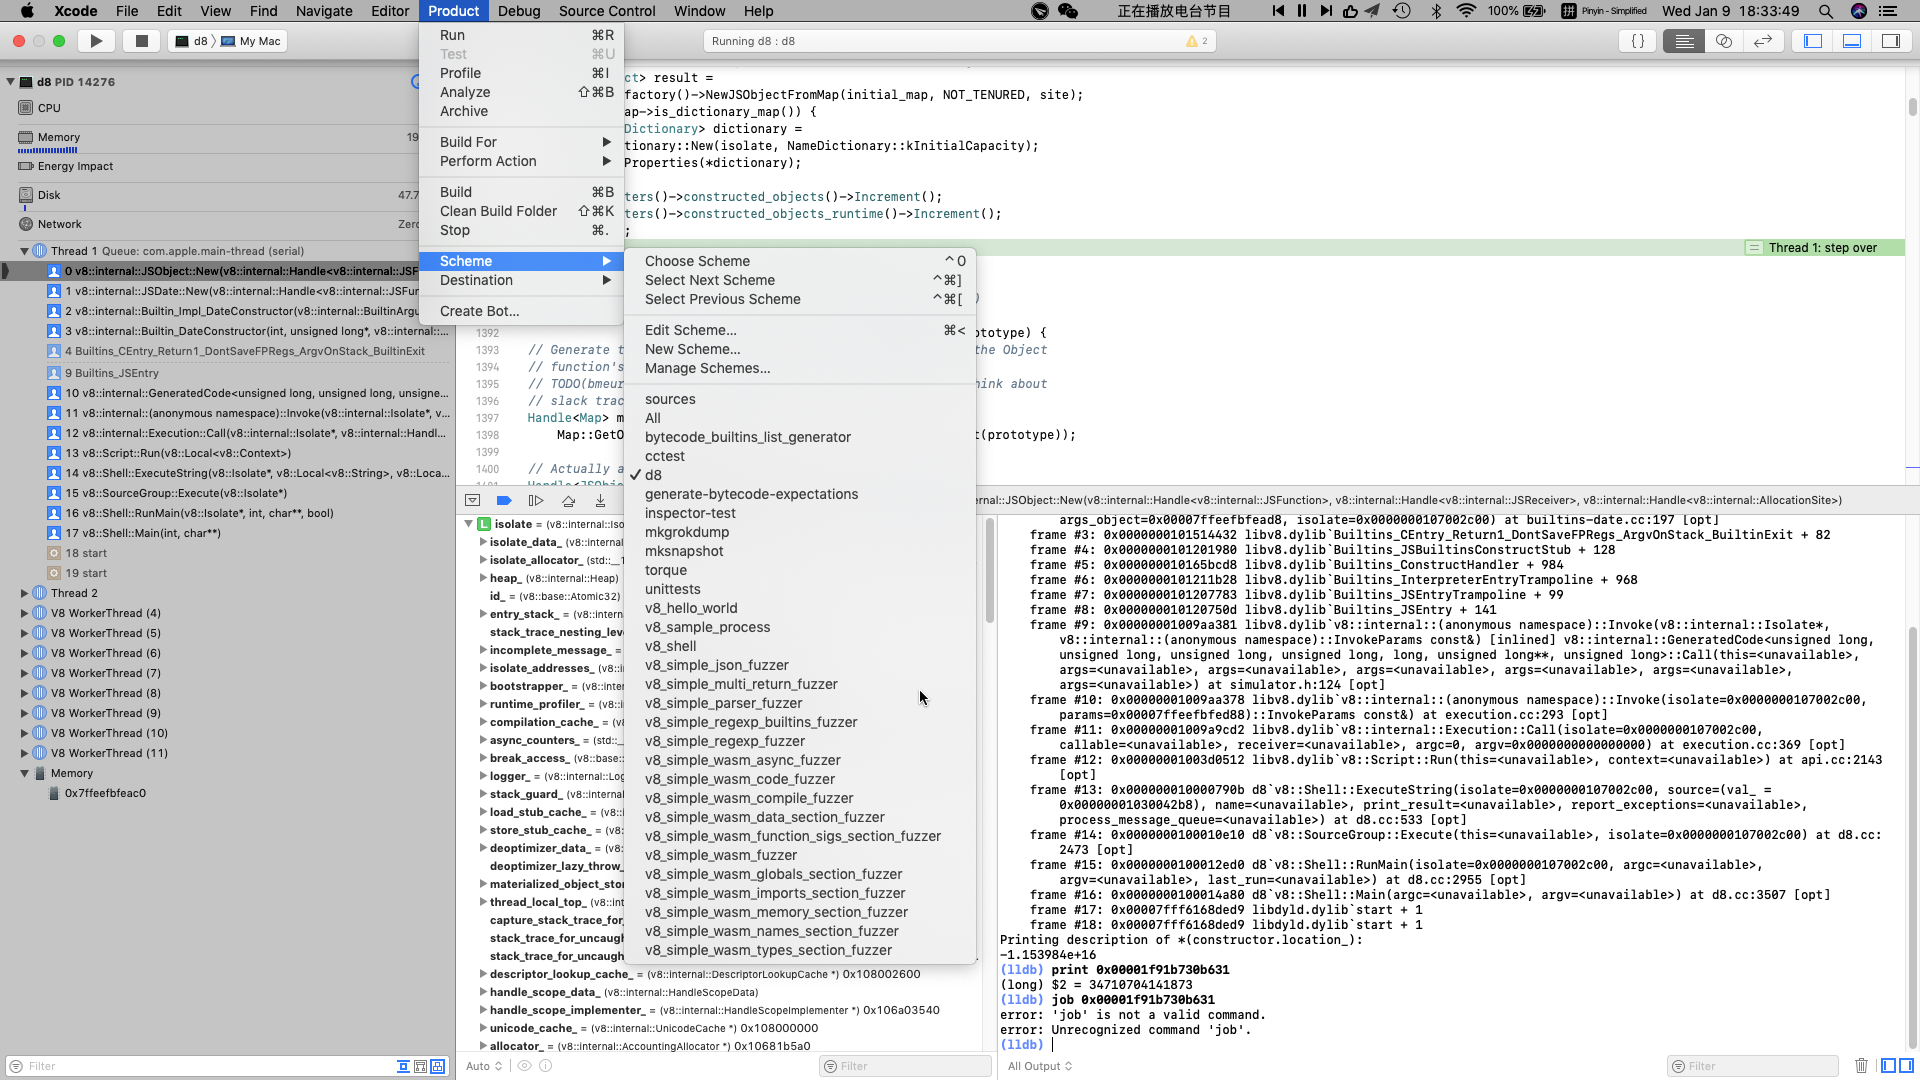 Xcode File Edit View Find Navigate Editor Product Debug Source Control Window Help 正在播放电台节目 100% 拼 Pinyin - Simplified Wed Jan 9 18:33:49
d8 My Mac Running d8 : d8 2 {}
d8 PID 14276
CPU
Memory 19
Energy Impact
Disk 47.7
Network Zero
Thread 1 Queue: com.apple.main-thread (serial)
0 v8::internal::JSObject::New(v8::internal::Handle<v8::internal::JSF
1 v8::internal::JSDate::New(v8::internal::Handle<v8::internal::JSFun
2 v8::internal::Builtin_Impl_DateConstructor(v8::internal::BuiltinArgu
3 v8::internal::Builtin_DateConstructor(int, unsigned long*, v8::internal::...
4 Builtins_CEntry_Return1_DontSaveFPRegs_ArgvOnStack_BuiltinExit
9 Builtins_JSEntry
10 v8::internal::GeneratedCode<unsigned long, unsigned long, unsigne...
11 v8::internal::(anonymous namespace)::Invoke(v8::internal::Isolate*, v...
12 v8::internal::Execution::Call(v8::internal::Isolate*, v8::internal::Handl...
13 v8::Script::Run(v8::Local<v8::Context>)
14 v8::Shell::ExecuteString(v8::Isolate*, v8::Local<v8::String>, v8::Loca...
15 v8::SourceGroup::Execute(v8::Isolate*)
16 v8::Shell::RunMain(v8::Isolate*, int, char**, bool)
17 v8::Shell::Main(int, char**)
18 start
19 start
Thread 2
V8 WorkerThread (4)
V8 WorkerThread (5)
V8 WorkerThread (6)
V8 WorkerThread (7)
V8 WorkerThread (8)
V8 WorkerThread (9)
V8 WorkerThread (10)
V8 WorkerThread (11)
Memory
0x7ffeefbfeac0
Filter
Run ⌘R
Test ⌘U
Profile ⌘I
Analyze ⇧⌘B
Archive
Build For
Perform Action
Build ⌘B
Clean Build Folder ⇧⌘K
Stop ⌘.
Scheme
Destination
Create Bot...
Choose Scheme ^0
Select Next Scheme ^⌘]
Select Previous Scheme ^⌘[
Edit Scheme... ⌘<
New Scheme...
Manage Schemes...
sources
All
bytecode_builtins_list_generator
cctest
✓ d8
generate-bytecode-expectations
inspector-test
mkgrokdump
mksnapshot
torque
unittests
v8_hello_world
v8_sample_process
v8_shell
v8_simple_json_fuzzer
v8_simple_multi_return_fuzzer
v8_simple_parser_fuzzer
v8_simple_regexp_builtins_fuzzer
v8_simple_regexp_fuzzer
v8_simple_wasm_async_fuzzer
v8_simple_wasm_code_fuzzer
v8_simple_wasm_compile_fuzzer
v8_simple_wasm_data_section_fuzzer
v8_simple_wasm_function_sigs_section_fuzzer
v8_simple_wasm_fuzzer
v8_simple_wasm_globals_section_fuzzer
v8_simple_wasm_imports_section_fuzzer
v8_simple_wasm_memory_section_fuzzer
v8_simple_wasm_names_section_fuzzer
v8_simple_wasm_types_section_fuzzer
ct> result =
factory()->NewJSObjectFromMap(initial_map, NOT_TENURED, site);
ap->is_dictionary_map()) {
Dictionary> dictionary =
tionary::New(isolate, NameDictionary::kInitialCapacity);
Properties(*dictionary);
ters()->constructed_objects()->Increment();
ters()->constructed_objects_runtime()->Increment();
;
Thread 1: step over
)
1392 ototype) {
1393 // Generate t the Object
1394 // function's
1395 // TODO(bmeur hink about
1396 // slack trac
1397 Handle<Map> m
1398 Map::GetO t(prototype));
1399
1400 // Actually a
rnal::JSObject::New(v8::internal::Handle<v8::internal::JSFunction>, v8::internal::Handle<v8::internal::JSReceiver>, v8::internal::Handle<v8::internal::AllocationSite>)
L isolate = (v8::internal::Iso
isolate_data_ (v8::internal
isolate_allocator_ (std::__
heap_ (v8::internal::Heap)
id_ = (v8::base::Atomic32)
entry_stack_ = (v8::intern
stack_trace_nesting_leve
incomplete_message_ =
isolate_addresses_ (v8::
bootstrapper_ = (v8::inter
runtime_profiler_ = (v8::i
compilation_cache_ = (v8
async_counters_ = (std::_
break_access_ (v8::base::
logger_ = (v8::internal::Log
stack_guard_ (v8::internal
load_stub_cache_ = (v8::i
store_stub_cache_ = (v8:
deoptimizer_data_ = (v8::
deoptimizer_lazy_throw_
materialized_object_stor
thread_local_top_ (v8::int
capture_stack_trace_for_
stack_trace_for_uncaugh
stack_trace_for_uncaugh
descriptor_lookup_cache_ = (v8::internal::DescriptorLookupCache *) 0x108002600
handle_scope_data_ (v8::internal::HandleScopeData)
handle_scope_implementer_ = (v8::internal::HandleScopeImplementer *) 0x106a03540
unicode_cache_ = (v8::internal::UnicodeCache *) 0x108000000
allocator_ = (v8::internal::AccountingAllocator *) 0x10681b5a0
Auto Filter
args_object=0x00007ffeefbfead8, isolate=0x0000000107002c00) at builtins-date.cc:197 [opt]
frame #3: 0x0000000101514432 libv8.dylib`Builtins_CEntry_Return1_DontSaveFPRegs_ArgvOnStack_BuiltinExit + 82
frame #4: 0x0000000101201980 libv8.dylib`Builtins_JSBuiltinsConstructStub + 128
frame #5: 0x000000010165bcd8 libv8.dylib`Builtins_ConstructHandler + 984
frame #6: 0x0000000101211b28 libv8.dylib`Builtins_InterpreterEntryTrampoline + 968
frame #7: 0x0000000101207783 libv8.dylib`Builtins_JSEntryTrampoline + 99
frame #8: 0x000000010120750d libv8.dylib`Builtins_JSEntry + 141
frame #9: 0x00000001009aa381 libv8.dylib`v8::internal::(anonymous namespace)::Invoke(v8::internal::Isolate*,
v8::internal::(anonymous namespace)::InvokeParams const&) [inlined] v8::internal::GeneratedCode<unsigned long,
unsigned long, unsigned long, unsigned long, long, unsigned long**, unsigned long>::Call(this=<unavailable>,
args=<unavailable>, args=<unavailable>, args=<unavailable>, args=<unavailable>, args=<unavailable>,
args=<unavailable>) at simulator.h:124 [opt]
frame #10: 0x00000001009aa378 libv8.dylib`v8::internal::(anonymous namespace)::Invoke(isolate=0x0000000107002c00,
params=0x00007ffeefbfed88)::InvokeParams const&) at execution.cc:293 [opt]
frame #11: 0x00000001009a9cd2 libv8.dylib`v8::internal::Execution::Call(isolate=0x0000000107002c00,
callable=<unavailable>, receiver=<unavailable>, argc=0, argv=0x0000000000000000) at execution.cc:369 [opt]
frame #12: 0x00000001003d0512 libv8.dylib`v8::Script::Run(this=<unavailable>, context=<unavailable>) at api.cc:2143
[opt]
frame #13: 0x000000010000790b d8`v8::Shell::ExecuteString(isolate=0x0000000107002c00, source=(val_ =
0x00000001030042b8), name=<unavailable>, print_result=<unavailable>, report_exceptions=<unavailable>,
process_message_queue=<unavailable>) at d8.cc:533 [opt]
frame #14: 0x0000000100010e10 d8`v8::SourceGroup::Execute(this=<unavailable>, isolate=0x0000000107002c00) at d8.cc:
2473 [opt]
frame #15: 0x0000000100012ed0 d8`v8::Shell::RunMain(isolate=0x0000000107002c00, argc=<unavailable>,
argv=<unavailable>, last_run=<unavailable>) at d8.cc:2955 [opt]
frame #16: 0x0000000100014a80 d8`v8::Shell::Main(argc=<unavailable>, argv=<unavailable>) at d8.cc:3507 [opt]
frame #17: 0x00007fff6168ded9 libdyld.dylib`start + 1
frame #18: 0x00007fff6168ded9 libdyld.dylib`start + 1
Printing description of *(constructor.location_):
-1.153984e+16
(lldb) print 0x00001f91b730b631
(long) $2 = 34710704141873
(lldb) job 0x00001f91b730b631
error: 'job' is not a valid command.
error: Unrecognized command 'job'.
(lldb)
All Output Filter